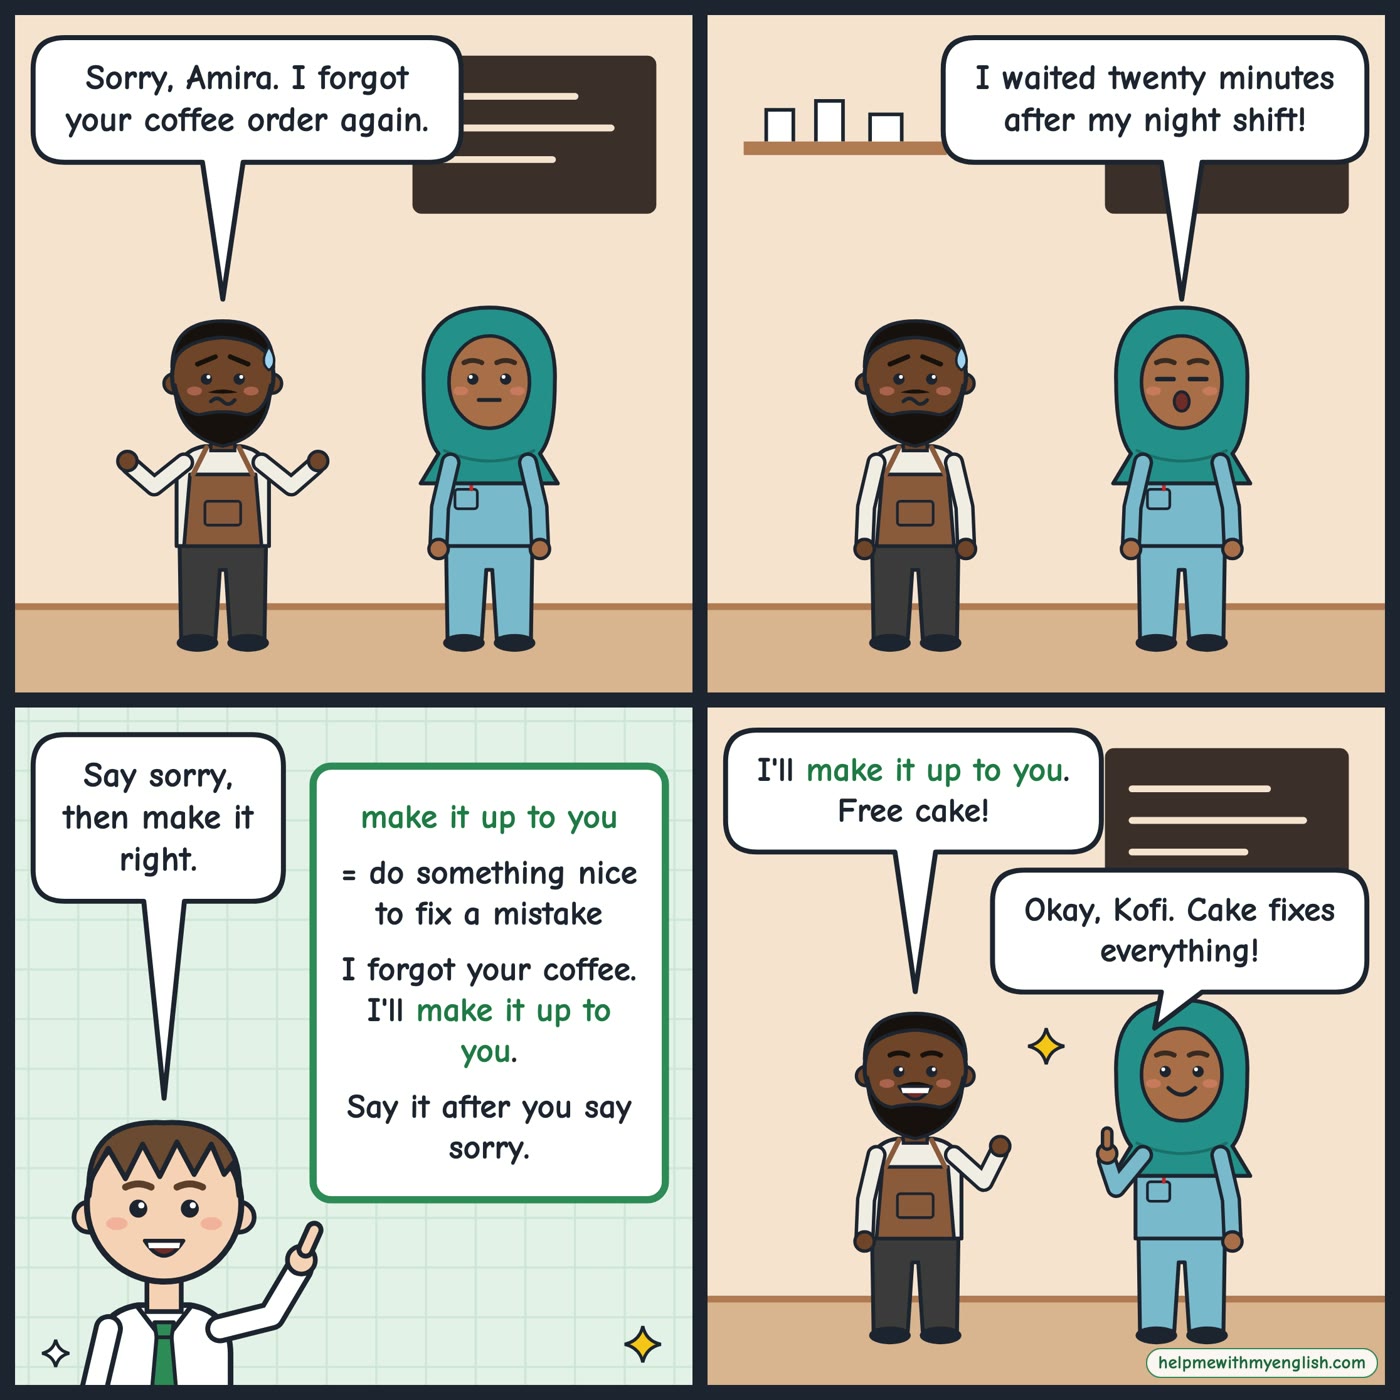 Sorry, Amira. I forgot
your coffee order again.
I waited twenty minutes
after my night shift!
Say sorry,
then make it
right.
make it up to you
= do something nice
to fix a mistake
I forgot your coffee.
I'll make it up to
you.
Say it after you say
sorry.
I'll make it up to you.
Free cake!
Okay, Kofi. Cake fixes
everything!
helpmewithmyenglish.com